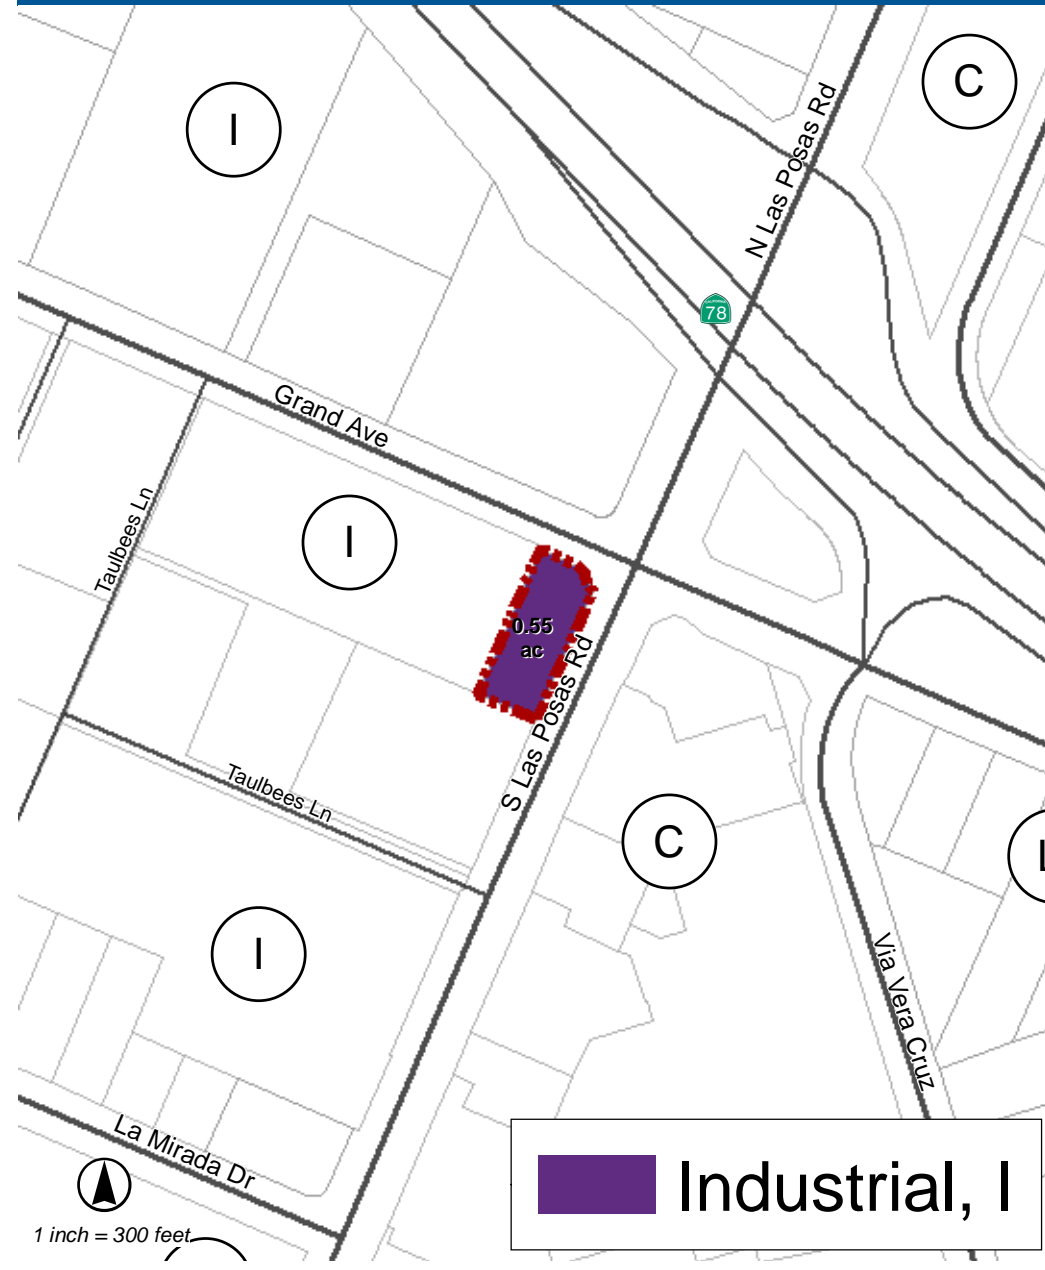 C
I
N Las Posas Rd
CALIFORNIA
78
Grand Ave
Taulbees Ln
I
0.55
ac
S Las Posas Rd
Taulbees Ln
C
I
Via Vera Cruz
La Mirada Dr
Industrial, I
1 inch = 300 feet